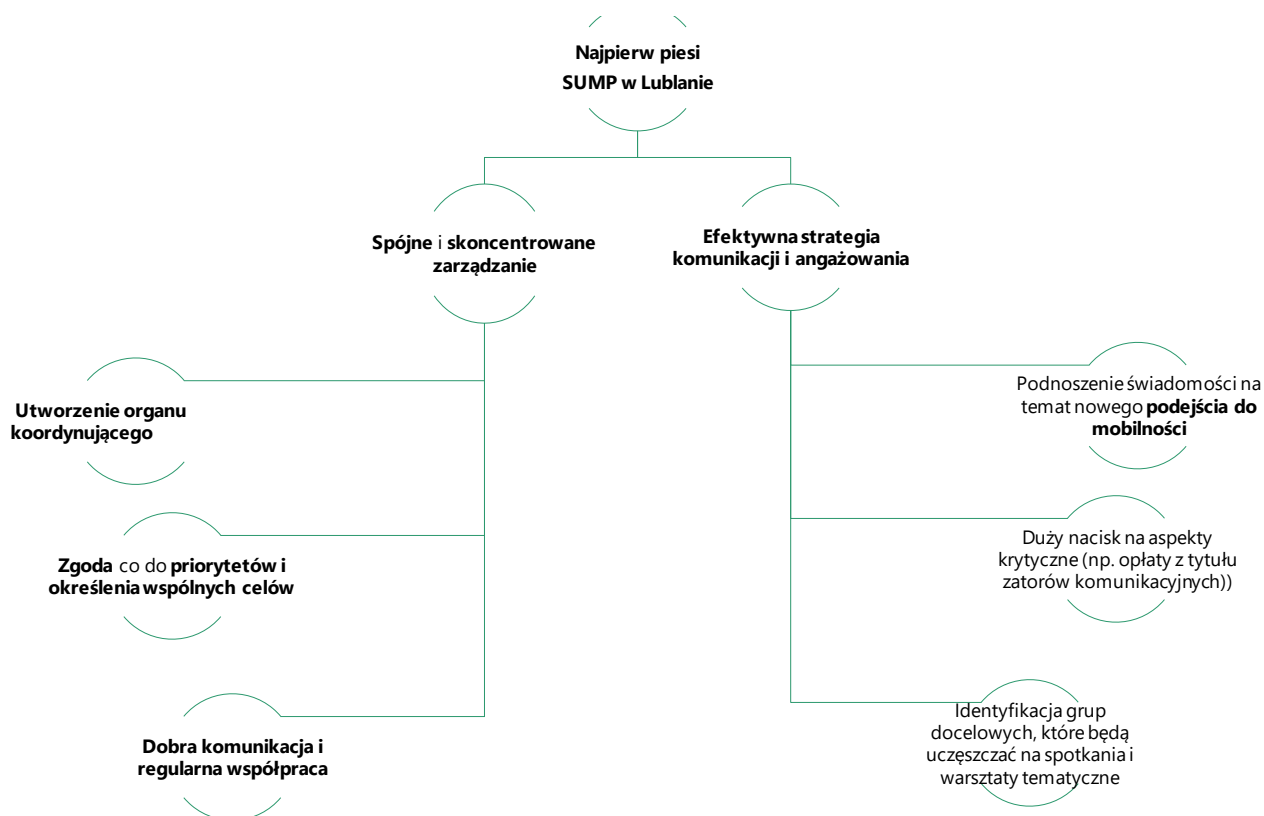 Najpierw piesi
SUMP w Lublanie
Spójne i skoncentrowane
zarządzanie
Efektywna strategia
komunikacji i angażowania
Utworzenie organu
koordynującego
Zgoda co do priorytetów i
określenia wspólnych celów
Dobra komunikacja i
regularna współpraca
Podnoszenie świadomości na
temat nowego podejścia do
mobilności
Duży nacisk na aspekty
krytyczne (np. opłaty z tytułu
zatorów komunikacyjnych))
Identyfikacja grup
docelowych, które będą
uczęszczać na spotkania i
warsztaty tematyczne